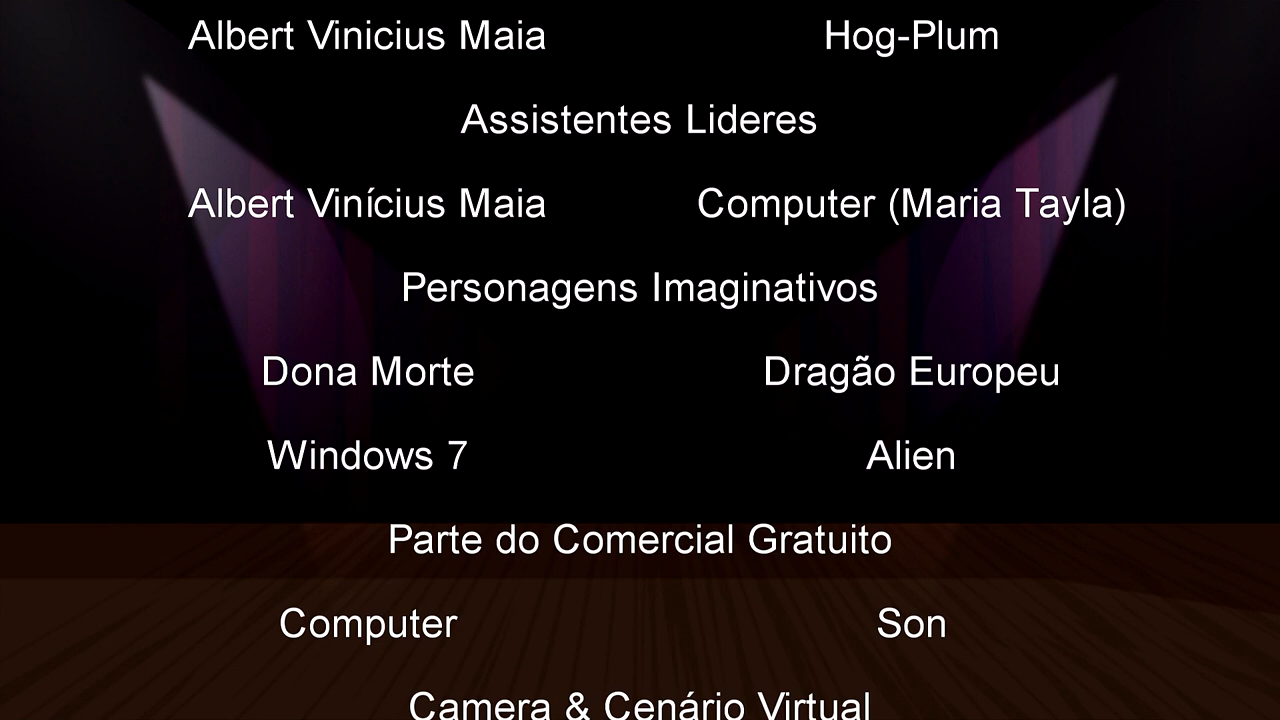 Albert Vinicius Maia Hog-Plum
Assistentes Lideres
Albert Vinícius Maia Computer (Maria Tayla)
Personagens Imaginativos
Dona Morte Dragão Europeu
Windows 7 Alien
Parte do Comercial Gratuito
Computer Son
Camera & Cenário Virtual